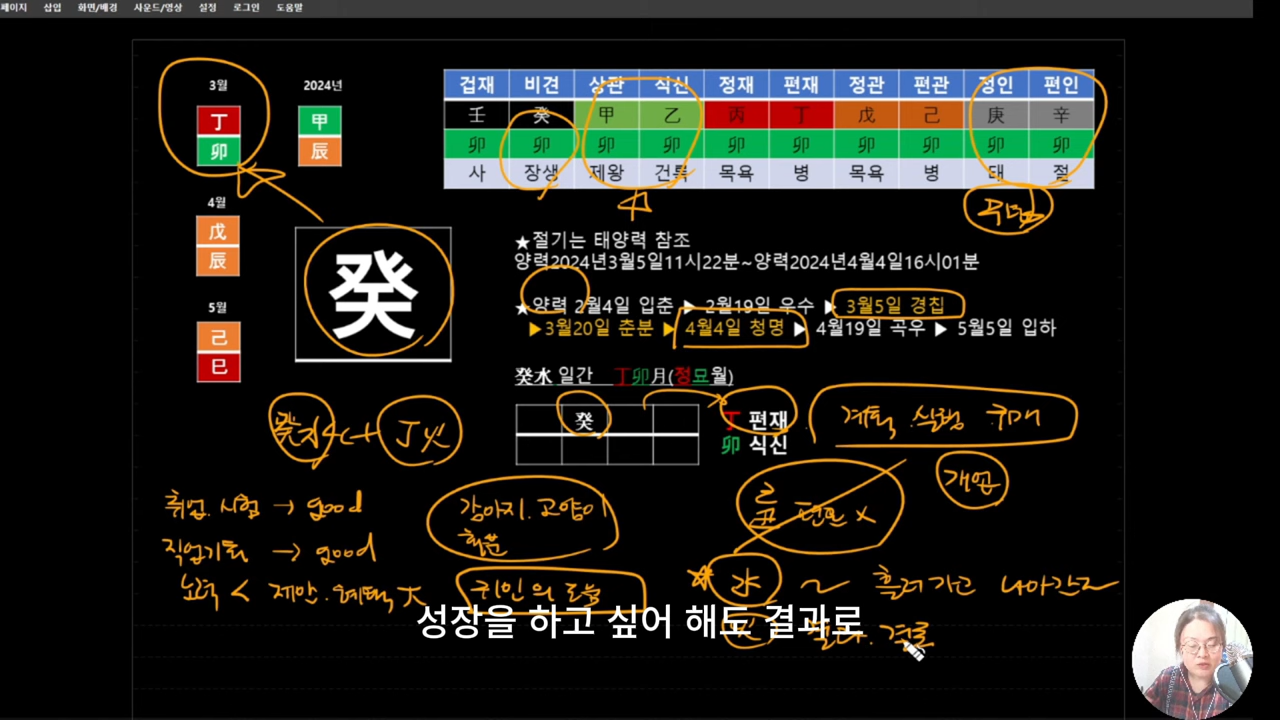 페이지 삽입 화면/배경 사운드/영상 설정 로그인 도움말
3월 2024년
丁 甲
卯 辰
4월
戊
辰
5월
己
巳
겁재 비견 상관 식신 정재 편재 정관 편관 정인 편인
壬 癸 甲 乙 丙 丁 戊 己 庚 辛
卯 卯 卯 卯 卯 卯 卯 卯 卯 卯
사 장생 제왕 건록 목욕 병 목욕 병 태 절
癸
★절기는 태양력 참조
양력2024년3월5일11시22분~양력2024년4월4일16시01분
★양력 2월4일 입춘 ▶ 2월19일 우수 ▶ 3월5일 경칩
▶3월20일 춘분 ▶ 4월4일 청명 ▶ 4월19일 곡우 ▶ 5월5일 입하
癸水 일간 丁卯月(정묘월)
癸
丁 편재
卯 식신
계획, 실행
개업
취업.시험 → good
강아지.고양이
편인 x
직업기회 → good
水 ~ 흘러가고 나아간다
귀인의 도움
성장을 하고 싶어 해도 결과로